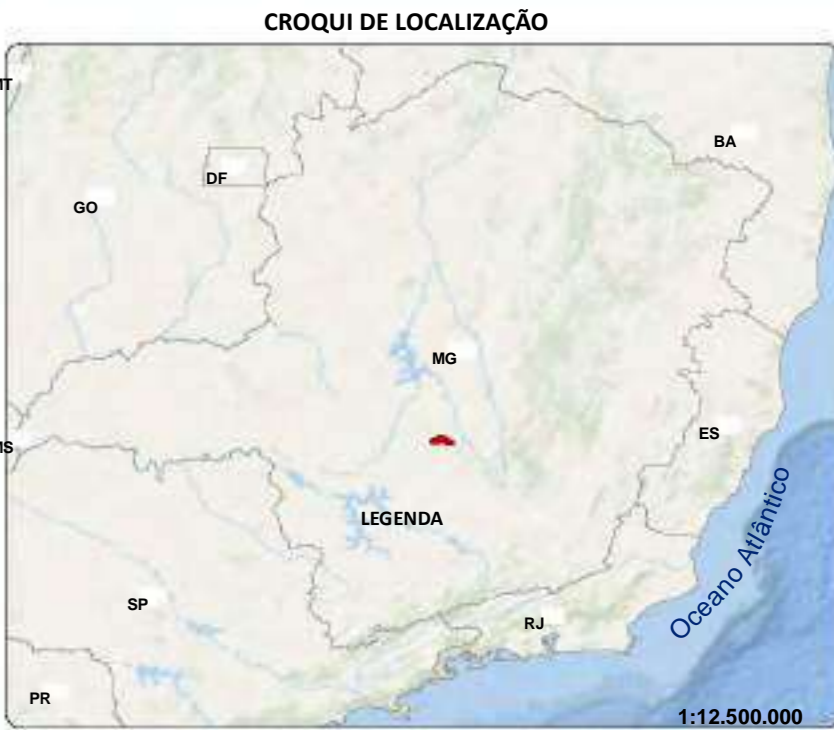 CROQUI DE LOCALIZAÇÃO
MT
BA
DF
GO
MG
ES
MS
LEGENDA
Oceano Atlântico
SP
RJ
PR
1:12.500.000